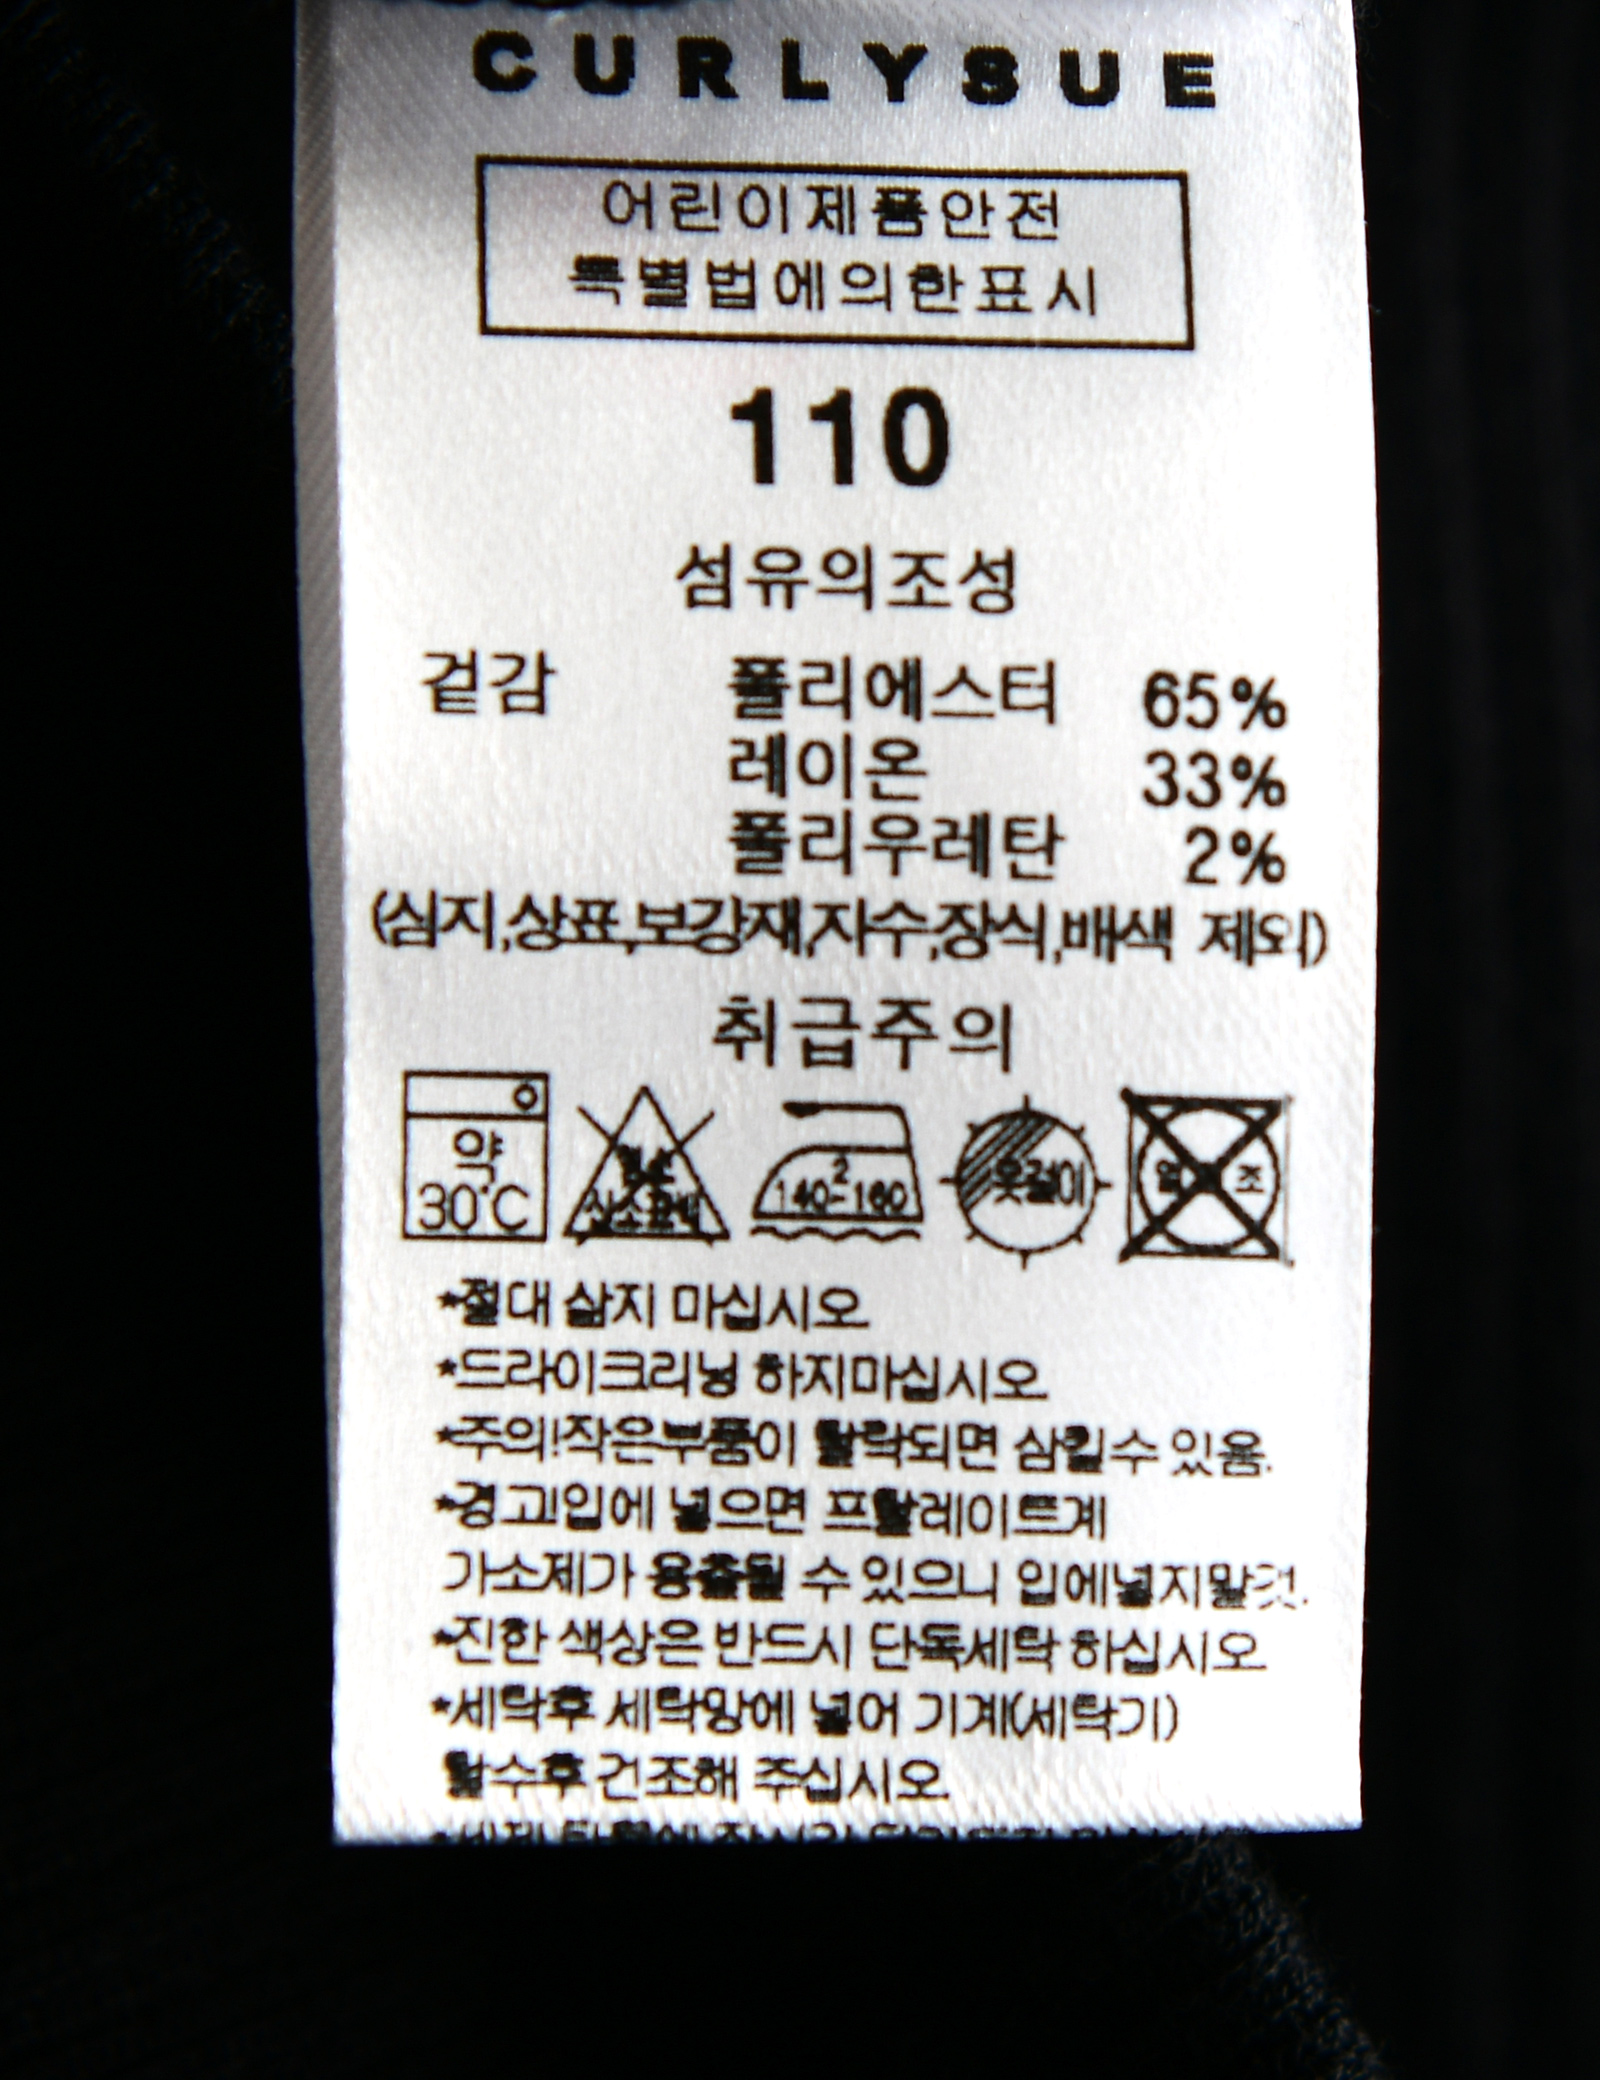 CURLYSUE
어린이제품안전
특별법에의한표시
110
섬유의조성
겉감 폴리에스터 65%
레이온 33%
폴리우레탄 2%
(심지,상표,보강재,자수,장식,배색 제외)
취급주의
약 30℃
염소 산소표백
2 140-160
옷걸이
열 조
*절대 삶지 마십시오
*드라이크리닝 하지마십시오
*주의!작은부품이 탈락되면 삼킬수 있음.
*경고!입에 넣으면 프탈레이트계
가소제가 용출될 수 있으니 입에넣지말것.
*진한 색상은 반드시 단독세탁 하십시오
*세탁후 세탁망에 넣어 기계(세탁기)
탈수후 건조해 주십시오.